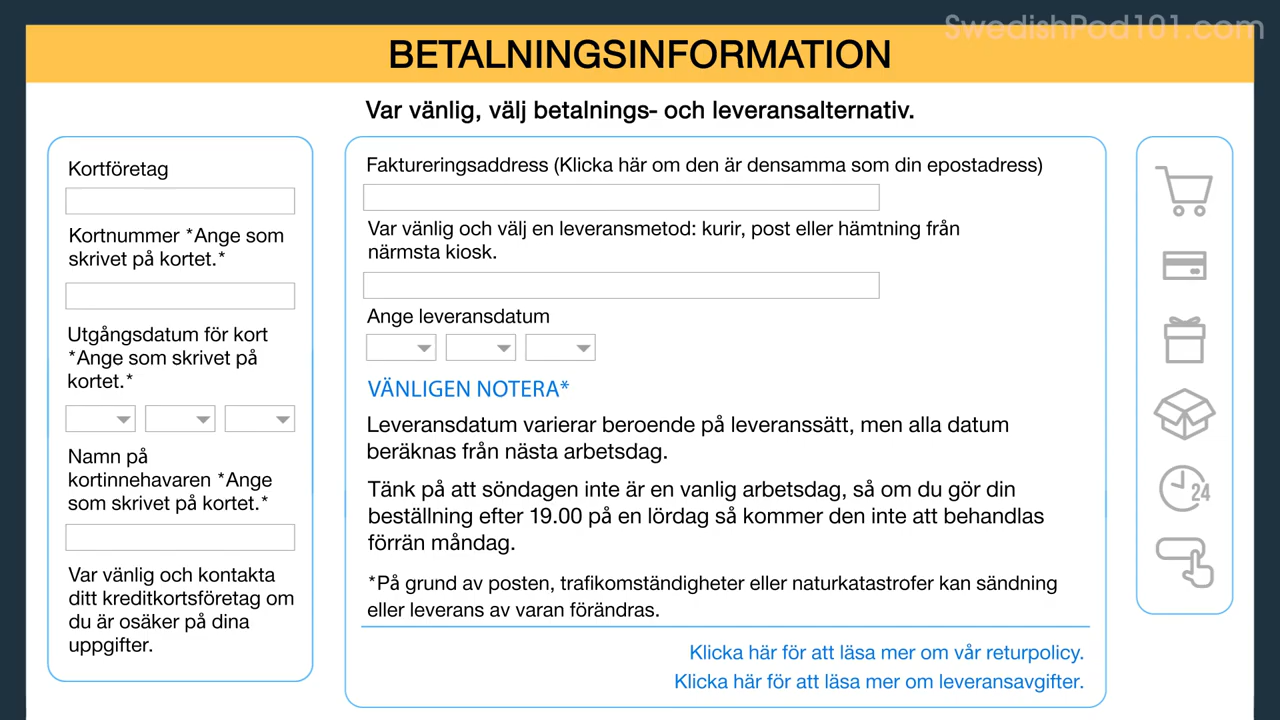 SwedishPod101.com
BETALNINGSINFORMATION
Var vänlig, välj betalnings- och leveransalternativ.
Kortföretag
Kortnummer *Ange som
skrivet på kortet.*
Utgångsdatum för kort
*Ange som skrivet på
kortet.*
Namn på
kortinnehavaren *Ange
som skrivet på kortet.*
Var vänlig och kontakta
ditt kreditkortsföretag om
du är osäker på dina
uppgifter.
Faktureringsaddress (Klicka här om den är densamma som din epostadress)
Var vänlig och välj en leveransmetod: kurir, post eller hämtning från
närmsta kiosk.
Ange leveransdatum
VÄNLIGEN NOTERA*
Leveransdatum varierar beroende på leveranssätt, men alla datum
beräknas från nästa arbetsdag.
Tänk på att söndagen inte är en vanlig arbetsdag, så om du gör din
beställning efter 19.00 på en lördag så kommer den inte att behandlas
förrän måndag.
*På grund av posten, trafikomständigheter eller naturkatastrofer kan sändning
eller leverans av varan förändras.
Klicka här för att läsa mer om vår returpolicy.
Klicka här för att läsa mer om leveransavgifter.
24